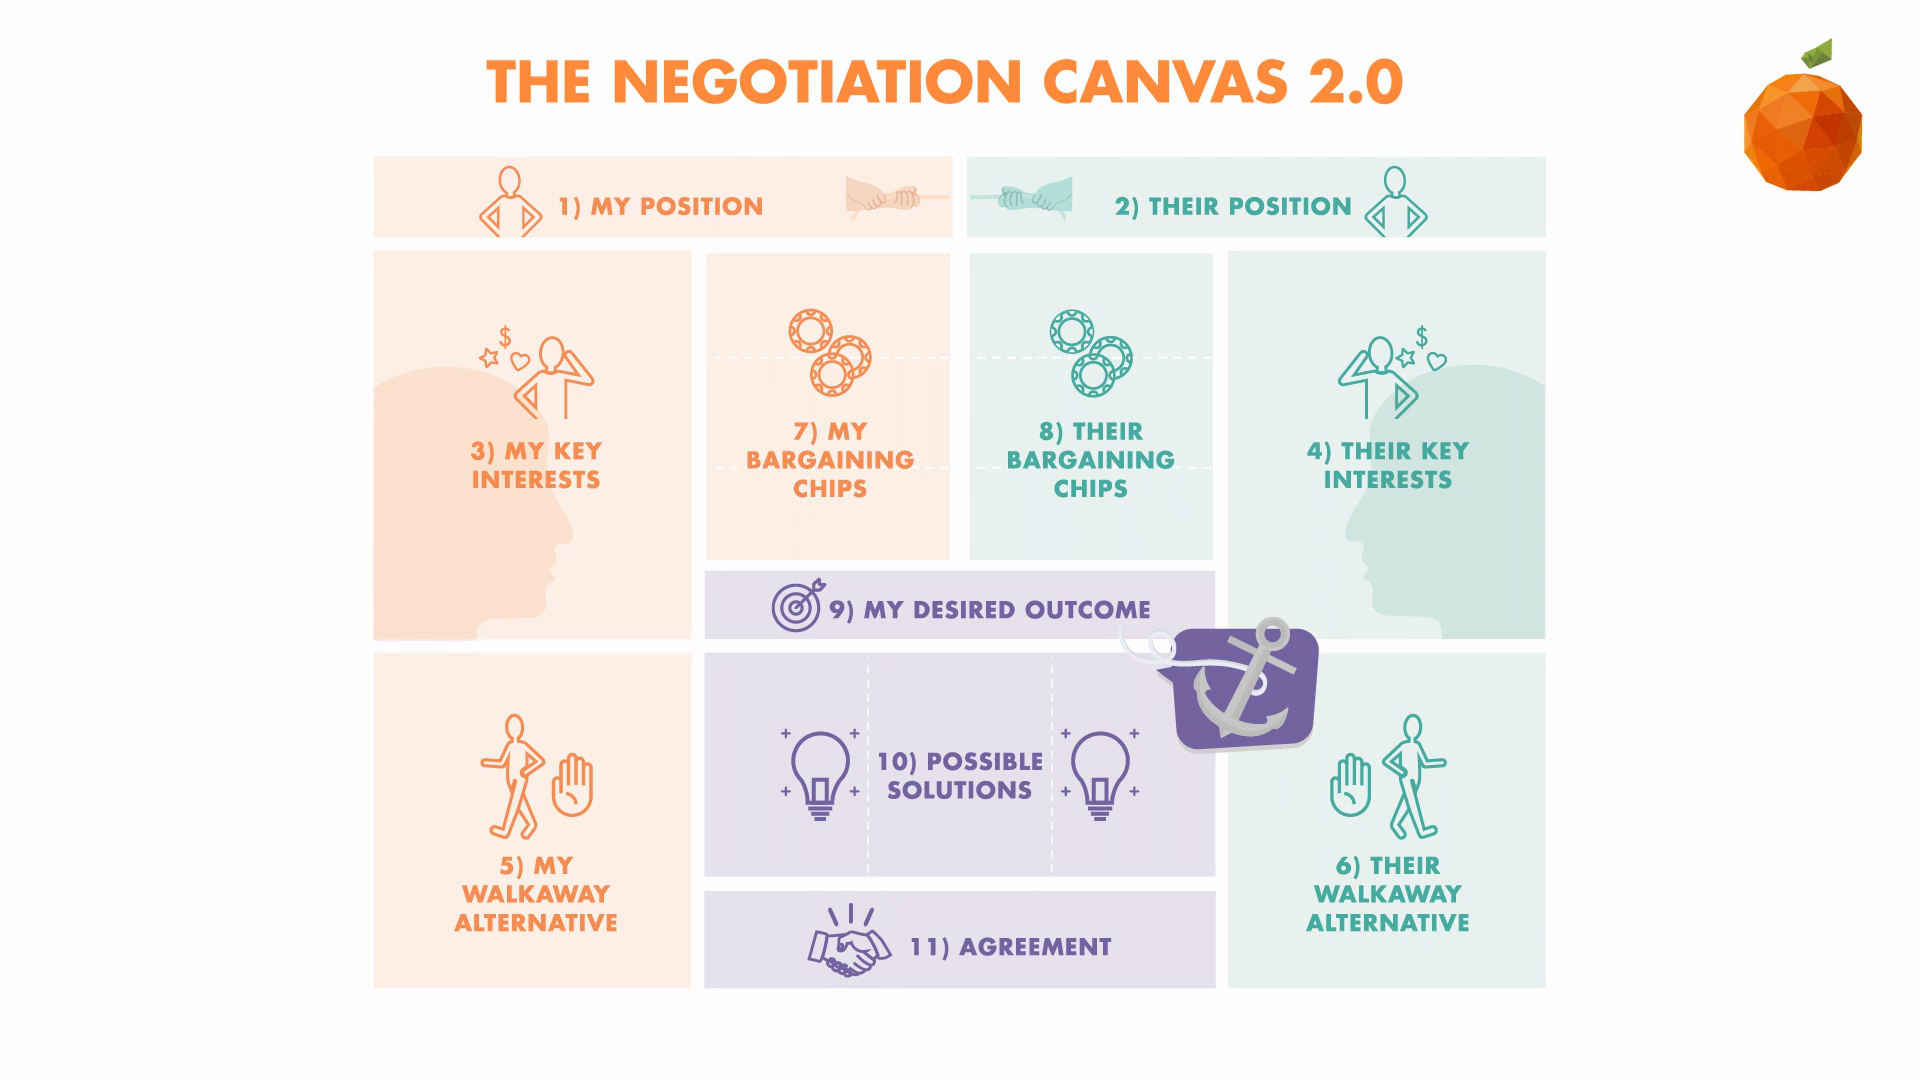 THE NEGOTIATION CANVAS 2.0
1) MY POSITION
2) THEIR POSITION
$
3) MY KEY
INTERESTS
7) MY
BARGAINING
CHIPS
8) THEIR
BARGAINING
CHIPS
$
4) THEIR KEY
INTERESTS
9) MY DESIRED OUTCOME
5) MY
WALKAWAY
ALTERNATIVE
10) POSSIBLE
SOLUTIONS
6) THEIR
WALKAWAY
ALTERNATIVE
11) AGREEMENT